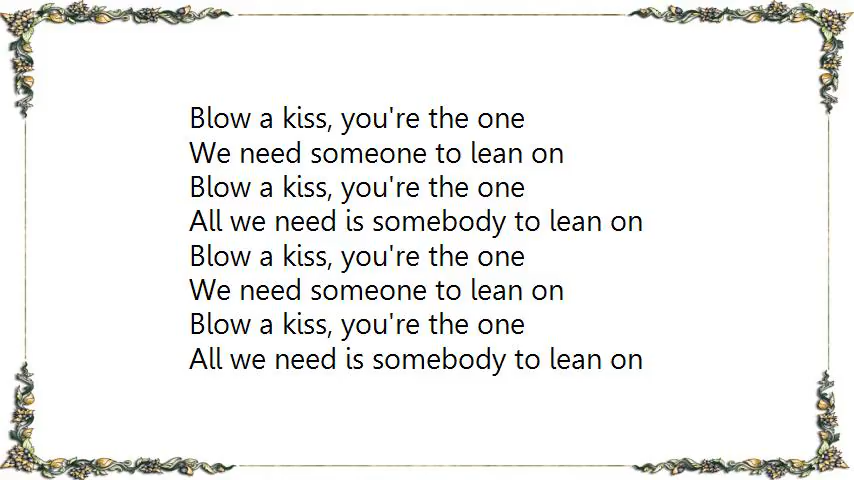 Blow a kiss, you're the one
We need someone to lean on
Blow a kiss, you're the one
All we need is somebody to lean on
Blow a kiss, you're the one
We need someone to lean on
Blow a kiss, you're the one
All we need is somebody to lean on